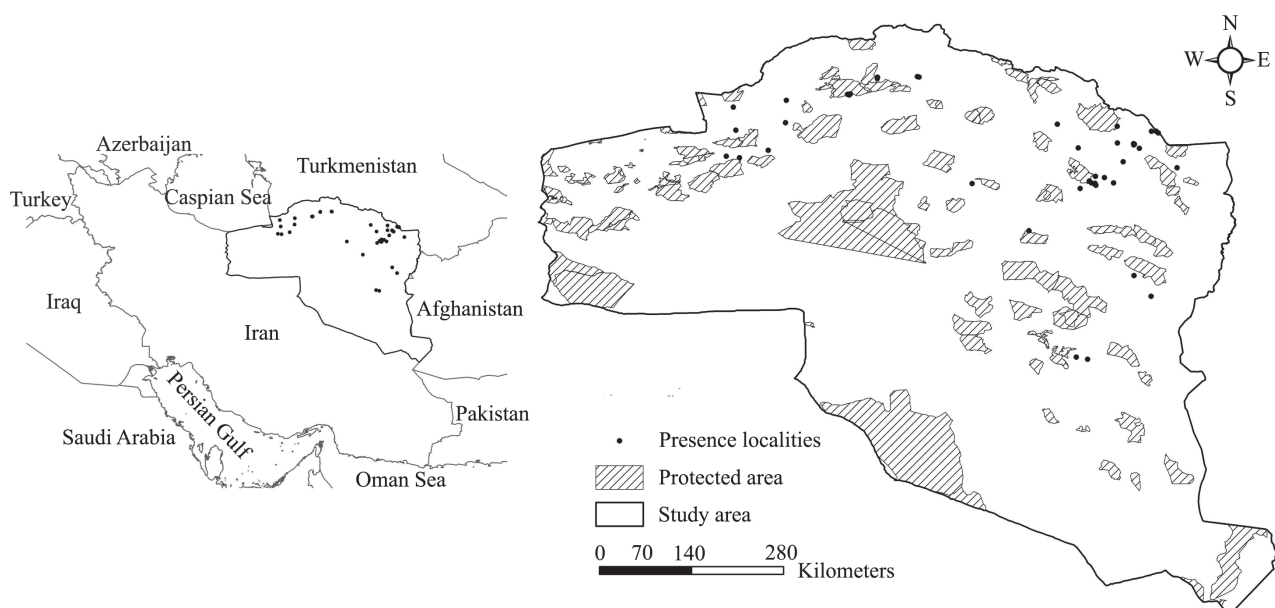 Azerbaijan
Turkmenistan
Turkey
Caspian Sea
Iraq
Afghanistan
Iran
Persian Gulf
Pakistan
Saudi Arabia
Oman Sea
N
W E
S
Presence localities
Protected area
Study area
0 70 140 280
Kilometers